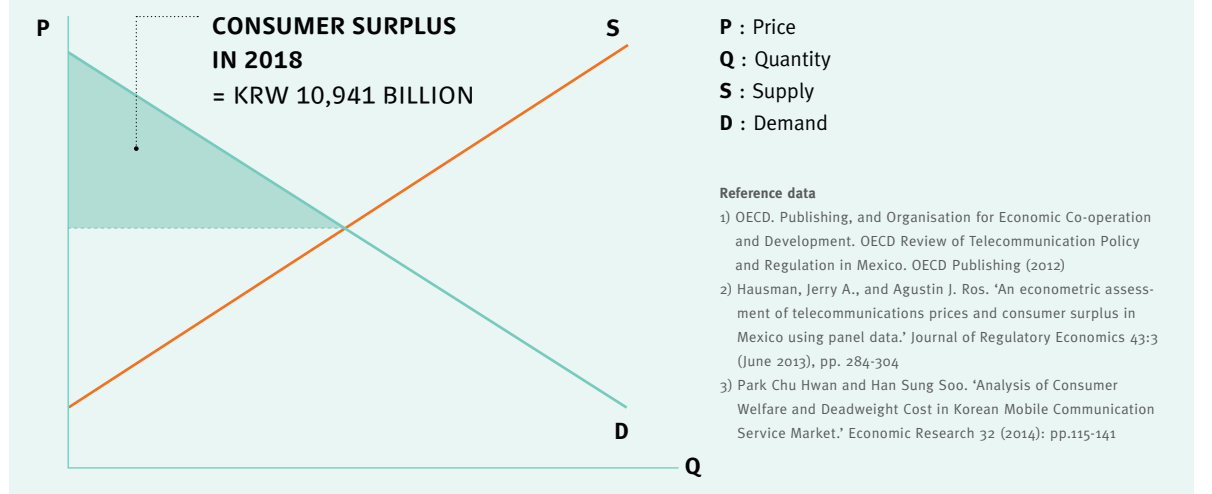 P
CONSUMER SURPLUS
IN 2018
= KRW 10,941 BILLION
S
D
Q
P : Price
Q : Quantity
S : Supply
D : Demand
Reference data
1) OECD. Publishing, and Organisation for Economic Co-operation
and Development. OECD Review of Telecommunication Policy
and Regulation in Mexico. OECD Publishing (2012)
2) Hausman, Jerry A., and Agustin J. Ros. ‘An econometric assess-
ment of telecommunications prices and consumer surplus in
Mexico using panel data.’ Journal of Regulatory Economics 43:3
(June 2013), pp. 284-304
3) Park Chu Hwan and Han Sung Soo. ‘Analysis of Consumer
Welfare and Deadweight Cost in Korean Mobile Communication
Service Market.’ Economic Research 32 (2014): pp.115-141